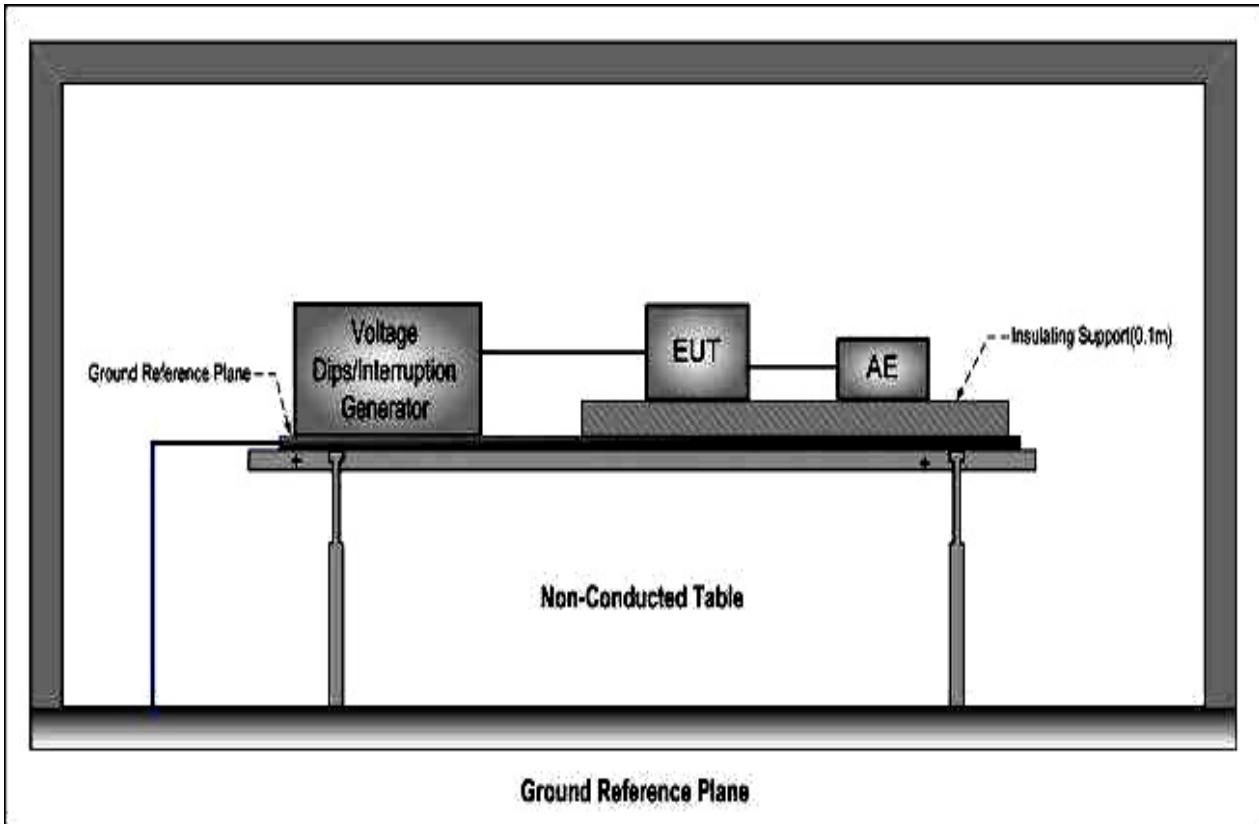 Voltage
Dips/Interruption
Generator
EUT
AE
Insulating Support(0.1m)
Ground Reference Plane
Non-Conducted Table
Ground Reference Plane